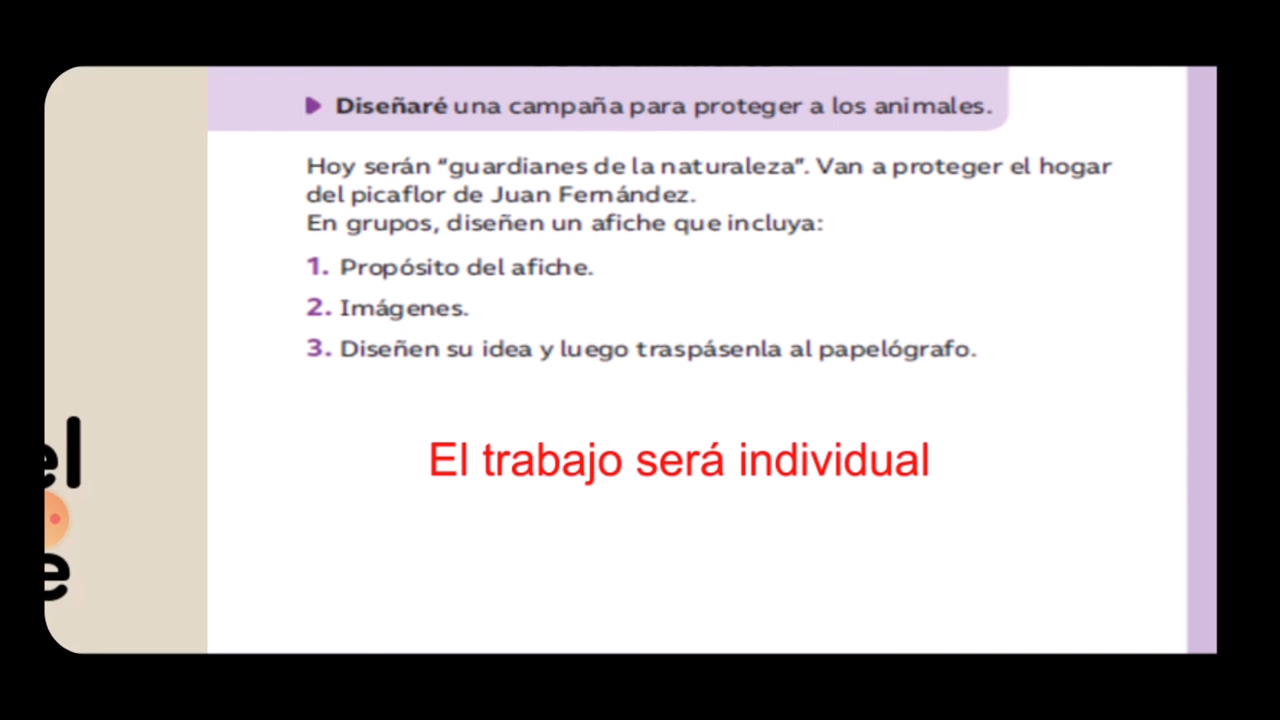 Diseñaré una campaña para proteger a los animales.
Hoy serán “guardianes de la naturaleza”. Van a proteger el hogar
del picaflor de Juan Fernández.
En grupos, diseñen un afiche que incluya:
1. Propósito del afiche.
2. Imágenes.
3. Diseñen su idea y luego traspásenla al papelógrafo.
El trabajo será individual
el
e